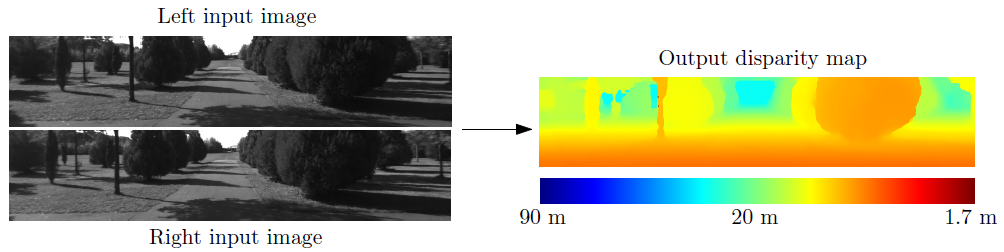 Left input image
Right input image
Output disparity map
90 m 20 m 1.7 m